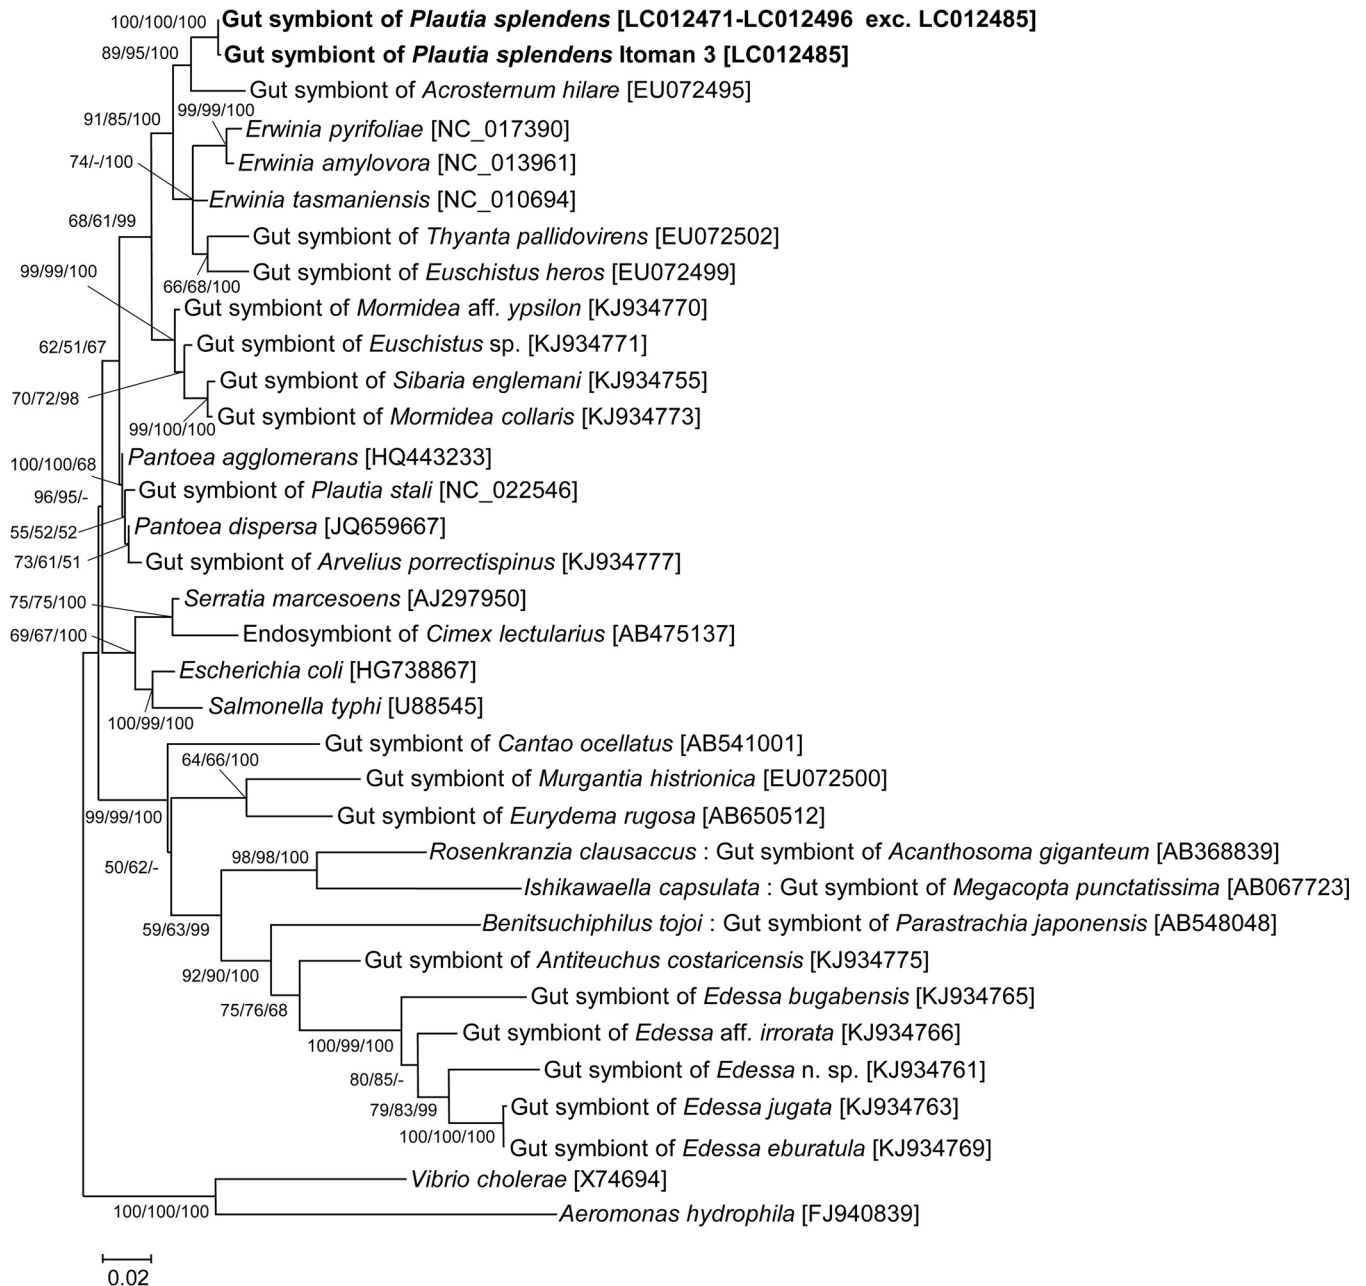 100/100/100
Gut symbiont of Plautia splendens [LC012471-LC012496 exc. LC012485]
89/95/100
Gut symbiont of Plautia splendens Itoman 3 [LC012485]
Gut symbiont of Acrosternum hilare [EU072495]
91/85/100
99/99/100
Erwinia pyrifoliae [NC_017390]
74/-/100
Erwinia amylovora [NC_013961]
Erwinia tasmaniensis [NC_010694]
68/61/99
Gut symbiont of Thyanta pallidovirens [EU072502]
99/99/100
Gut symbiont of Euschistus heros [EU072499]
66/68/100
Gut symbiont of Mormidea aff. ypsilon [KJ934770]
62/51/67
Gut symbiont of Euschistus sp. [KJ934771]
Gut symbiont of Sibaria englemani [KJ934755]
70/72/98
Gut symbiont of Mormidea collaris [KJ934773]
99/100/100
Pantoea agglomerans [HQ443233]
100/100/68
Gut symbiont of Plautia stali [NC_022546]
96/95/-
Pantoea dispersa [JQ659667]
55/52/52
Gut symbiont of Arvelius porrectispinus [KJ934777]
73/61/51
Serratia marcesoens [AJ297950]
75/75/100
Endosymbiont of Cimex lectularius [AB475137]
69/67/100
Escherichia coli [HG738867]
Salmonella typhi [U88545]
100/99/100
Gut symbiont of Cantao ocellatus [AB541001]
64/66/100
Gut symbiont of Murgantia histrionica [EU072500]
99/99/100
Gut symbiont of Eurydema rugosa [AB650512]
98/98/100
Rosenkranzia clausaccus : Gut symbiont of Acanthosoma giganteum [AB368839]
50/62/-
Ishikawaella capsulata : Gut symbiont of Megacopta punctatissima [AB067723]
59/63/99
Benitsuchiphilus tojoi : Gut symbiont of Parastrachia japonensis [AB548048]
92/90/100
Gut symbiont of Antiteuchus costaricensis [KJ934775]
75/76/68
Gut symbiont of Edessa bugabensis [KJ934765]
100/99/100
Gut symbiont of Edessa aff. irrorata [KJ934766]
80/85/-
Gut symbiont of Edessa n. sp. [KJ934761]
79/83/99
Gut symbiont of Edessa jugata [KJ934763]
100/100/100
Gut symbiont of Edessa eburatula [KJ934769]
Vibrio cholerae [X74694]
100/100/100
Aeromonas hydrophila [FJ940839]
0.02